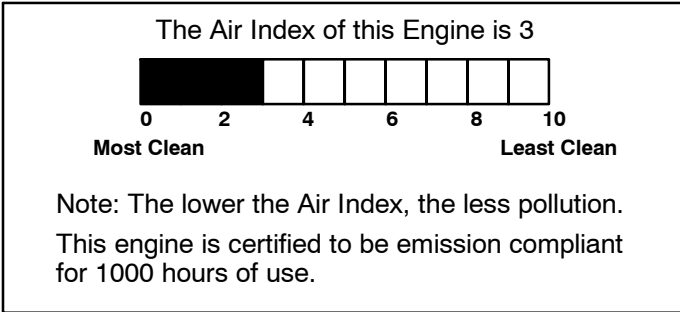 The Air Index of this Engine is 3
0 2 4 6 8 10
Most Clean Least Clean
Note: The lower the Air Index, the less pollution.
This engine is certified to be emission compliant
for 1000 hours of use.